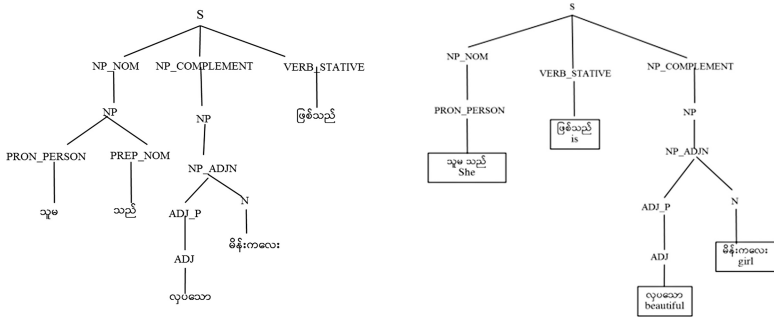 S
NP_NOM NP_COMPLEMENT VERB_STATIVE
ဖြစ်သည်
NP
NP
PRON_PERSON PREP_NOM
NP_ADJN
သူမ
သည်
ADJ_P
N
မိန်းကလေး
ADJ
လှပသော
S
NP_NOM
VERB_STATIVE
NP_COMPLEMENT
PRON_PERSON
NP
ဖြစ်သည်
is
သူမ သည်
She
NP_ADJN
ADJ_P
N
မိန်းကလေး
girl
ADJ
လှပသော
beautiful